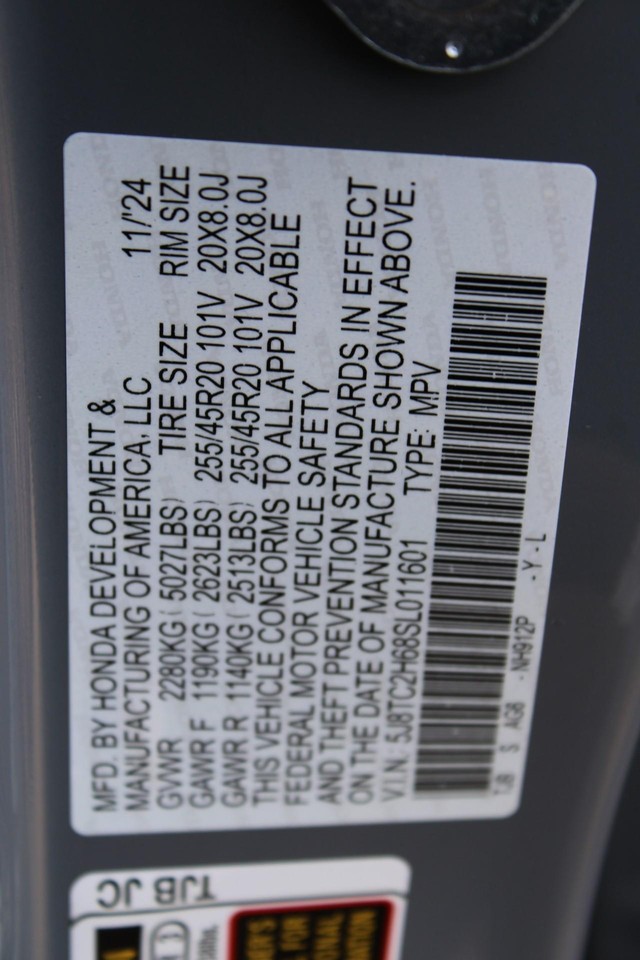 MFD. BY HONDA DEVELOPMENT &
MANUFACTURING OF AMERICA, LLC 11/'24
GVWR 2280KG ( 5027LBS) TIRE SIZE RIM SIZE
GAWR F 1190KG ( 2623LBS) 255/45R20 101V 20X8.0J
GAWR R 1140KG ( 2513LBS) 255/45R20 101V 20X8.0J
THIS VEHICLE CONFORMS TO ALL APPLICABLE
FEDERAL MOTOR VEHICLE SAFETY
AND THEFT PREVENTION STANDARDS IN EFFECT
ON THE DATE OF MANUFACTURE SHOWN ABOVE.
V.I.N.: 5J8TC2H68SL011601 TYPE: MPV
TJB S AG6 -NH912P -Y-L
TJB JC